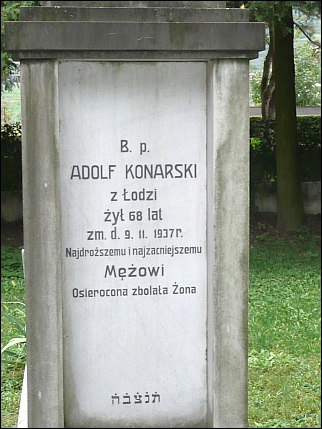 B. p.
ADOLF KONARSKI
z Łodzi
żył 68 lat
zm. d. 9. 11. 1937 r.
Najdroższemu i najzacniejszemu
Mężowi
Osierocona zbolała Żona
תנצבה